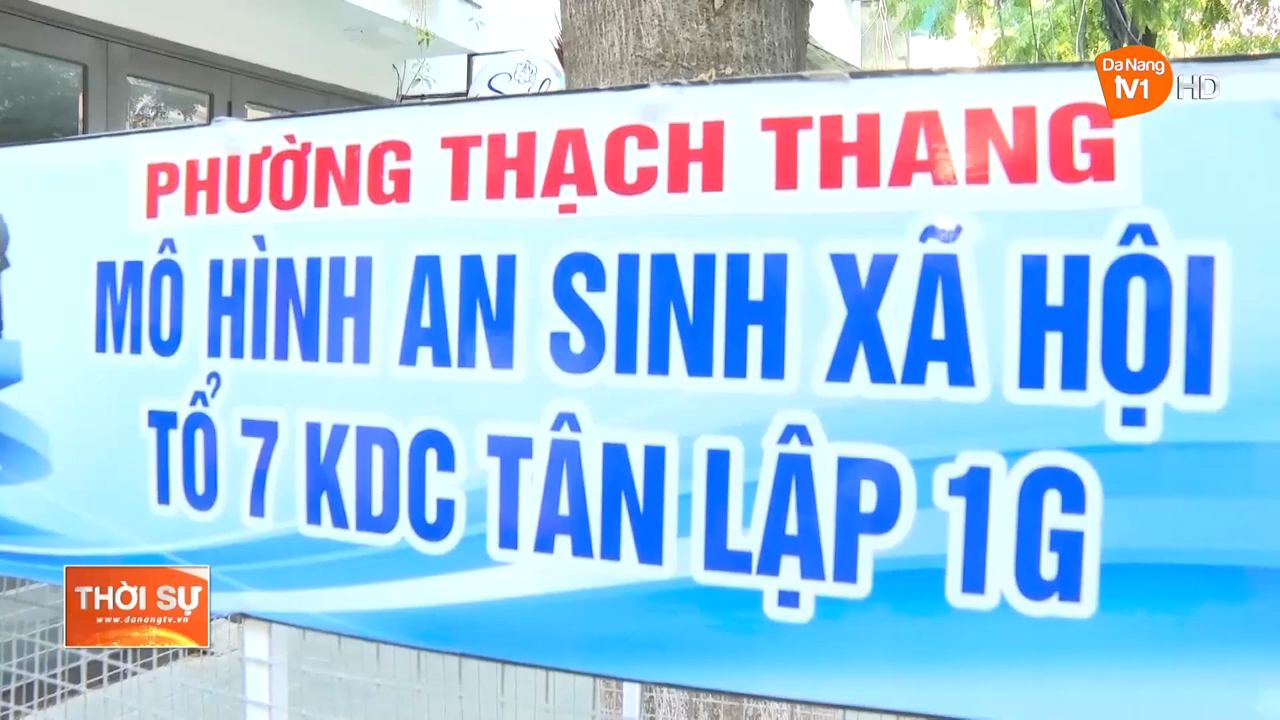 Da Nang
TV1 HD
PHƯỜNG THẠCH THANG
MÔ HÌNH AN SINH XÃ HỘI
TỔ 7 KDC TÂN LẬP 1G
THỜI SỰ
www.danangtv.vn